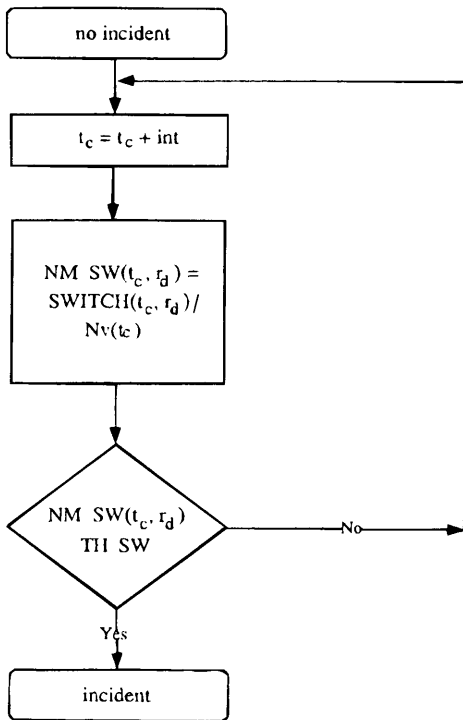 no incident
t_c = t_c + int
NM SW(t_c, r_d) =
SWITCH(t_c, r_d)/
Nv(t_c)
NM SW(t_c, r_d)
TH SW
No
Yes
incident